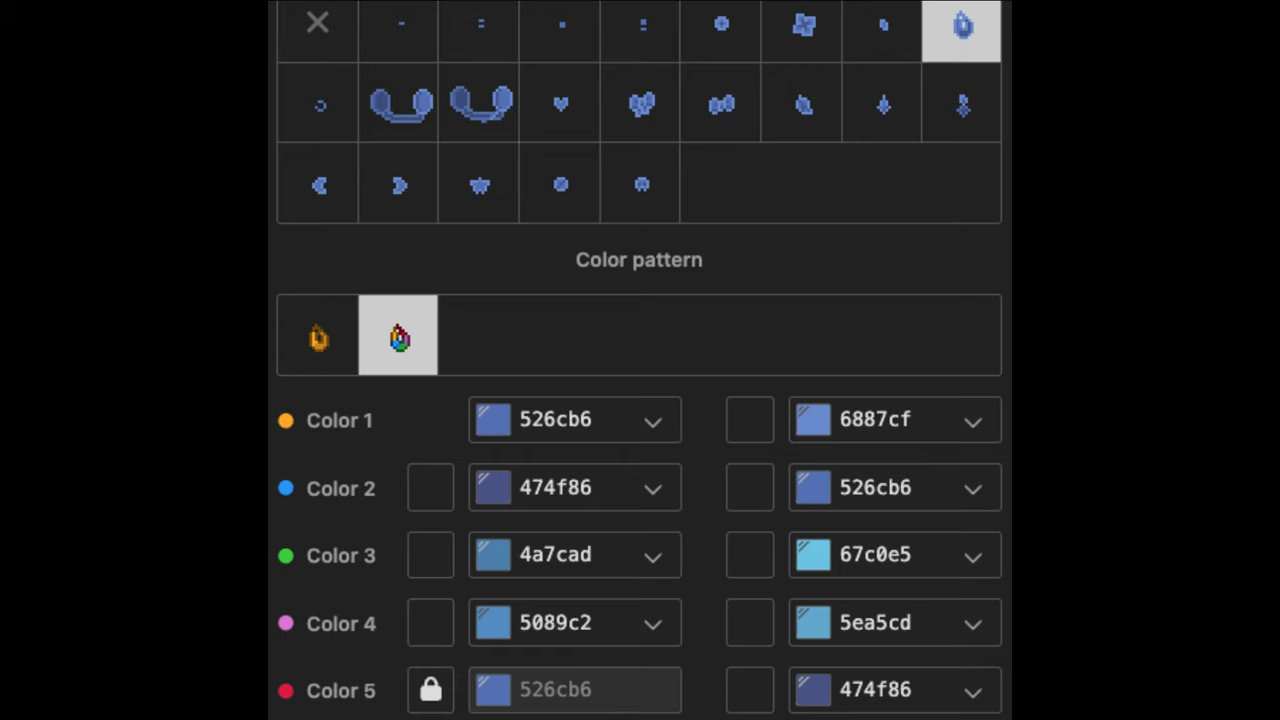 Color pattern
Color 1 526cb6 6887cf
Color 2 474f86 526cb6
Color 3 4a7cad 67c0e5
Color 4 5089c2 5ea5cd
Color 5 526cb6 474f86